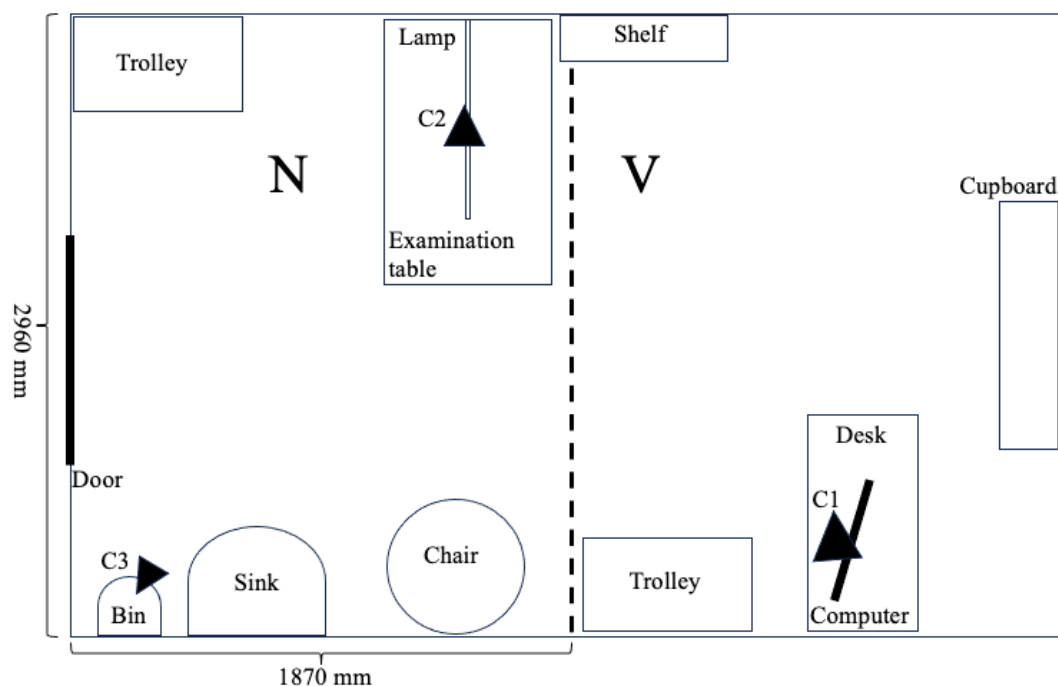 Lamp
Shelf
Trolley
C2
N
V
Cupboard
Examination
table
2960 mm
Desk
Door
C1
C3
Chair
Sink
Trolley
Bin
Computer
1870 mm